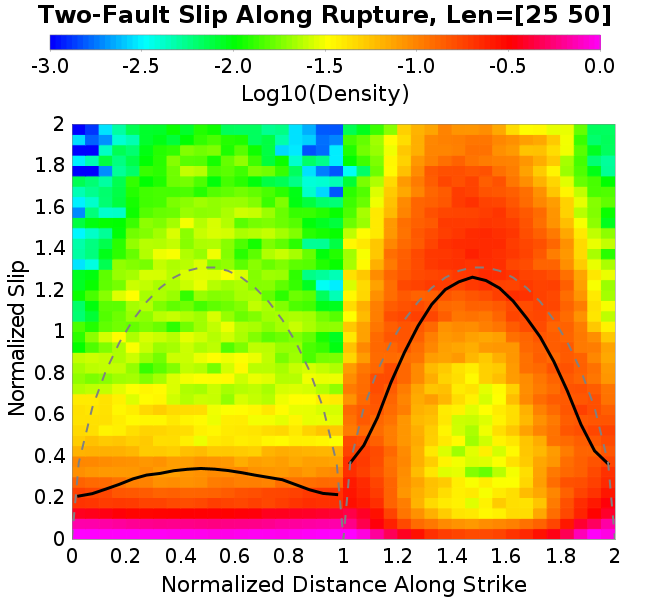 Two-Fault Slip Along Rupture, Len=[25 50]
-3.0 -2.5 -2.0 -1.5 -1.0 -0.5 0.0
Log10(Density)
Normalized Slip
2
1.8
1.6
1.4
1.2
1
0.8
0.6
0.4
0.2
0
0 0.2 0.4 0.6 0.8 1 1.2 1.4 1.6 1.8 2
Normalized Distance Along Strike